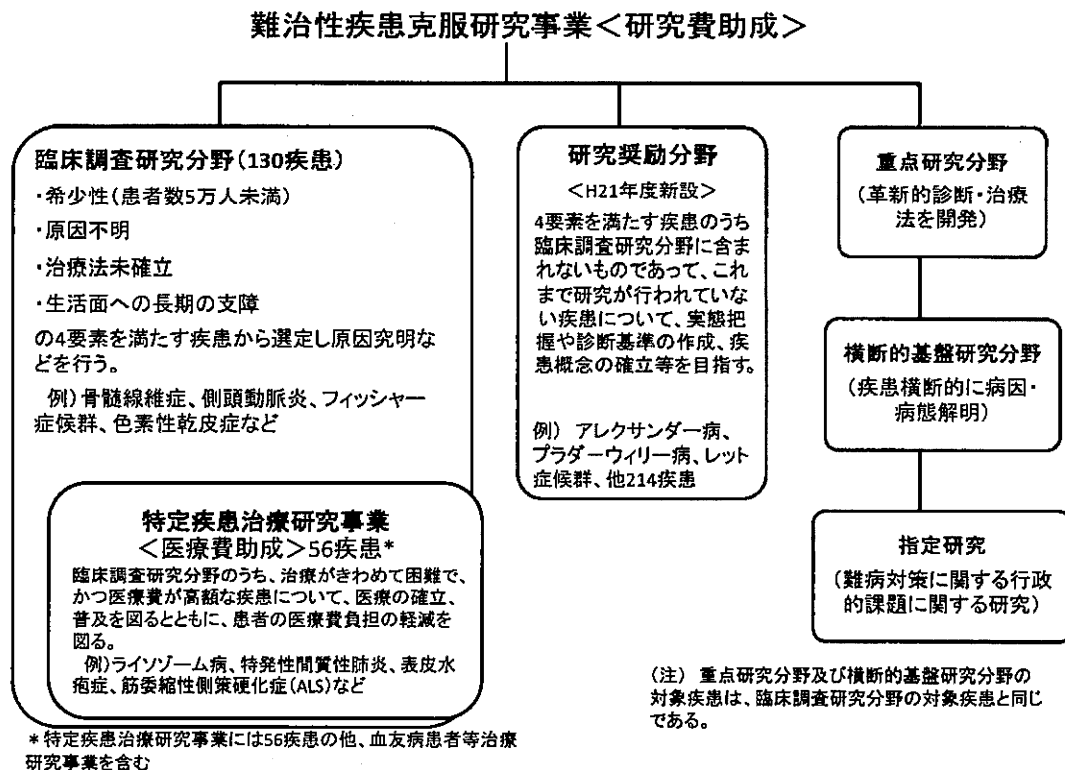 難治性疾患克服研究事業<研究費助成>
臨床調査研究分野(130疾患)
・希少性(患者数5万人未満)
・原因不明
・治療法未確立
・生活面への長期の支障
の4要素を満たす疾患から選定し原因究明な
どを行う。
例)骨髄線維症、側頭動脈炎、フィッシャー
症候群、色素性乾皮症など
特定疾患治療研究事業
<医療費助成>56疾患*
臨床調査研究分野のうち、治療がきわめて困難で、
かつ医療費が高額な疾患について、医療の確立、
普及を図るとともに、患者の医療費負担の軽減を
図る。
例)ライソゾーム病、特発性間質性肺炎、表皮水
疱症、筋委縮性側策硬化症(ALS)など
*特定疾患治療研究事業には56疾患の他、血友病患者等治療
研究事業を含む
研究奨励分野
<H21年度新設>
4要素を満たす疾患のうち
臨床調査研究分野に含ま
れないものであって、これ
まで研究が行われていな
い疾患について、実態把
握や診断基準の作成、疾
患概念の確立等を目指す。
例) アレクサンダー病、
プラダーウィリー病、レット
症候群、他214疾患
重点研究分野
(革新的診断・治療
法を開発)
横断的基盤研究分野
(疾患横断的に病因・
病態解明)
指定研究
(難病対策に関する行政
的課題に関する研究)
(注) 重点研究分野及び横断的基盤研究分野の
対象疾患は、臨床調査研究分野の対象疾患と同じ
である。